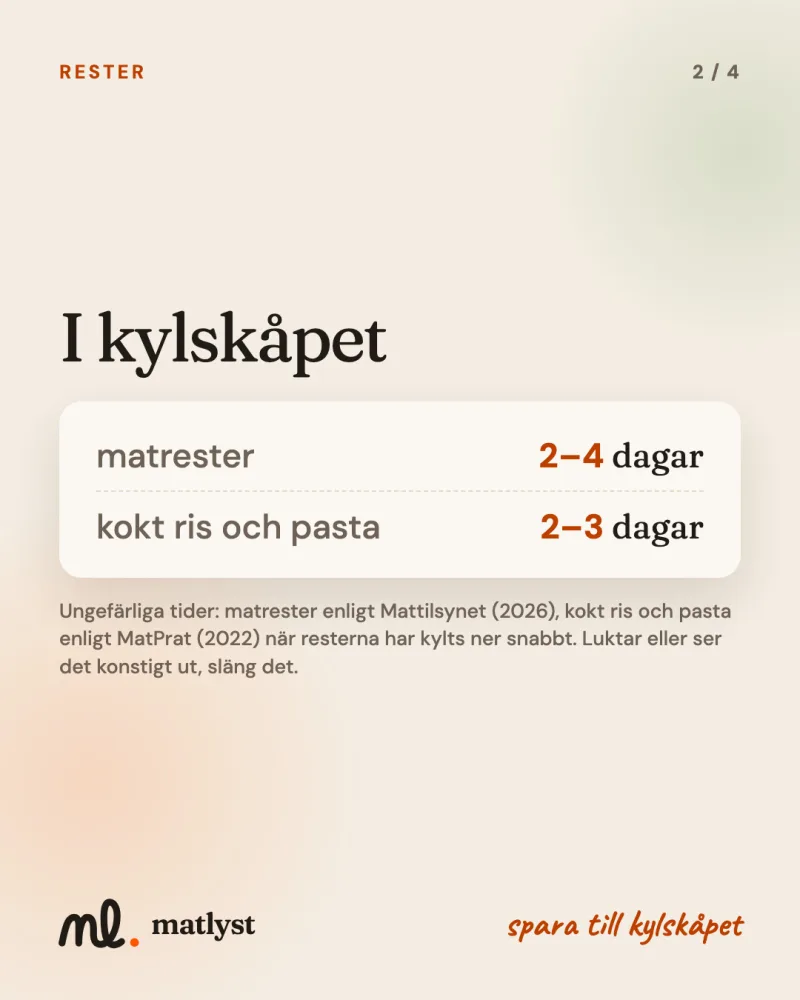 RESTER
2 / 4
I kylskåpet
matrester 2–4 dagar
kokt ris och pasta 2–3 dagar
Ungefärliga tider: matrester enligt Mattilsynet (2026), kokt ris och pasta
enligt MatPrat (2022) när resterna har kylts ner snabbt. Luktar eller ser
det konstigt ut, släng det.
ml. matlyst
spara till kylskåpet